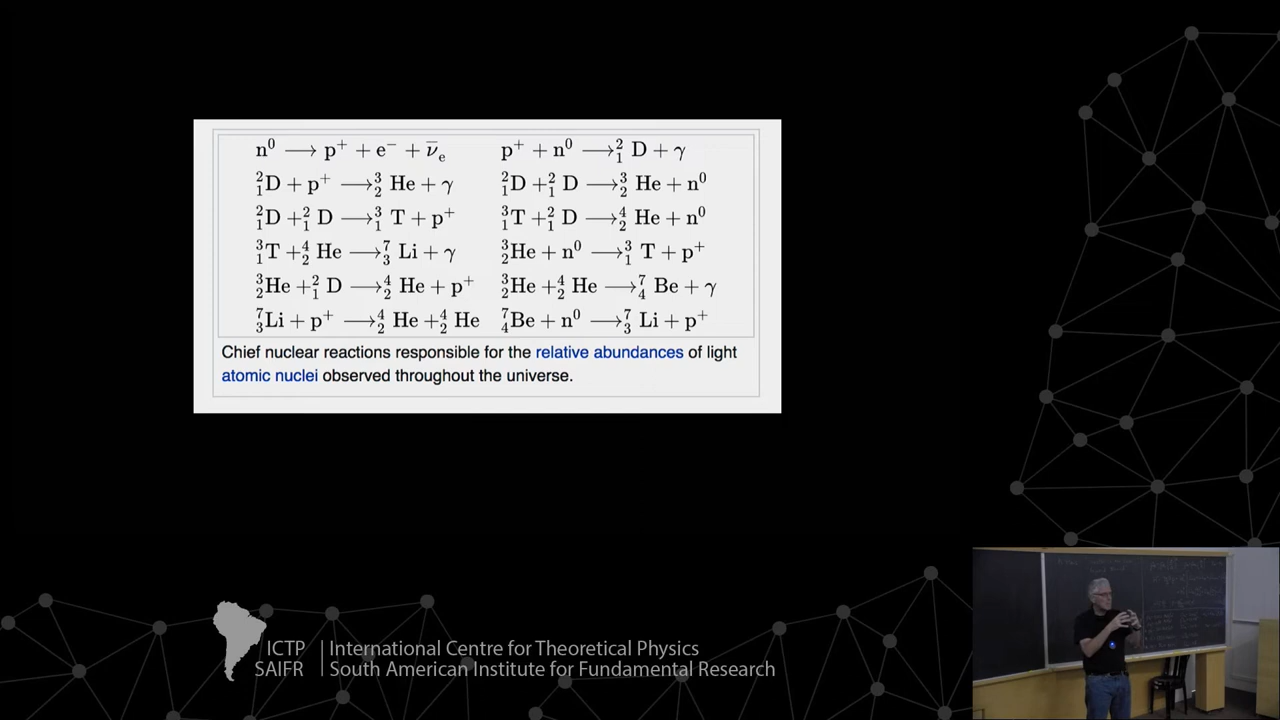 n⁰ ⟶ p⁺ + e⁻ + ν̅ₑ p⁺ + n⁰ ⟶ ²₁D + γ
²₁D + p⁺ ⟶ ³₂He + γ ²₁D + ²₁D ⟶ ³₂He + n⁰
²₁D + ²₁D ⟶ ³₁T + p⁺ ³₁T + ²₁D ⟶ ⁴₂He + n⁰
³₁T + ⁴₂He ⟶ ⁷₃Li + γ ³₂He + n⁰ ⟶ ³₁T + p⁺
³₂He + ²₁D ⟶ ⁴₂He + p⁺ ³₂He + ⁴₂He ⟶ ⁷₄Be + γ
⁷₃Li + p⁺ ⟶ ⁴₂He + ⁴₂He ⁷₄Be + n⁰ ⟶ ⁷₃Li + p⁺
Chief nuclear reactions responsible for the relative abundances of light
atomic nuclei observed throughout the universe.
ICTP International Centre for Theoretical Physics
SAIFR South American Institute for Fundamental Research